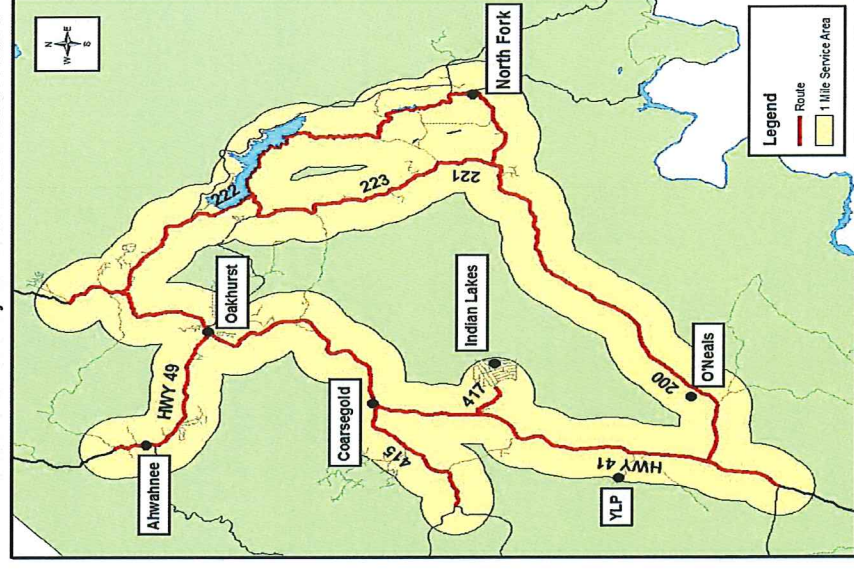 N
E
S
W
Ahwahnee
HWY 49
Oakhurst
222
223
221
North Fork
Coarsegold
415
417
Indian Lakes
YLP
HWY 41
200
O'Neals
Legend
Route
1 Mile Service Area